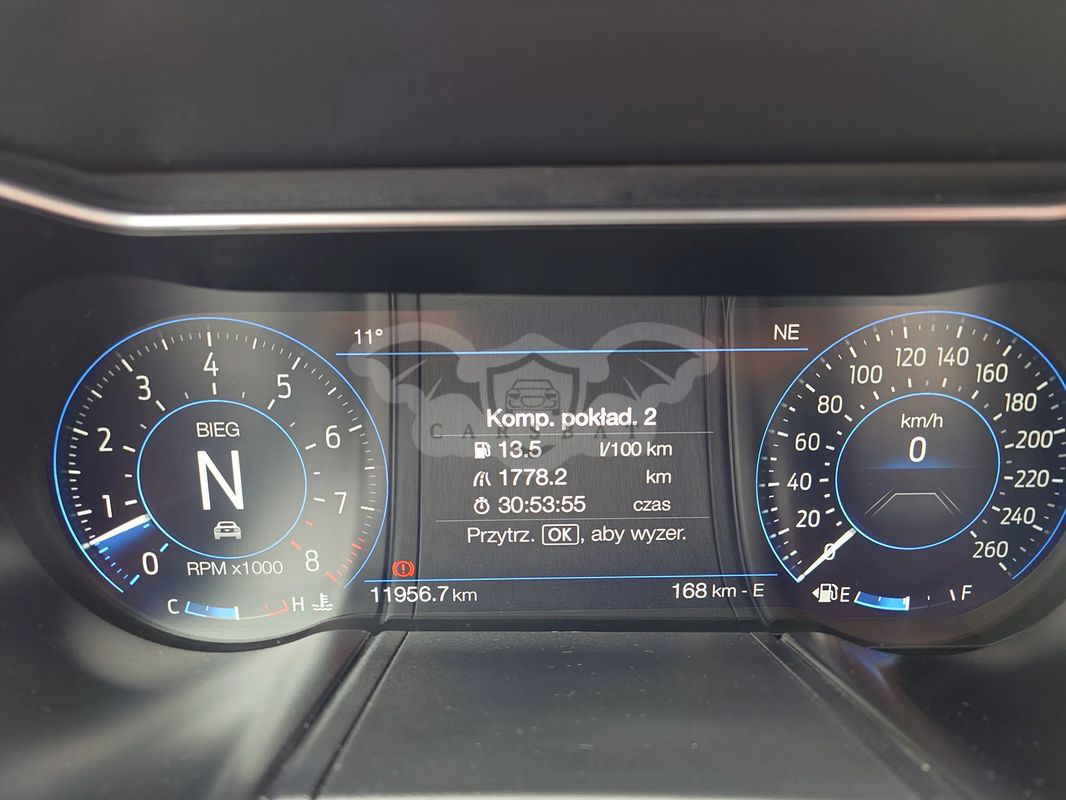 11° NE
Komp. pokład. 2
13.5 l/100 km
1778.2 km
30:53:55 czas
Przytrz. OK, aby wyzer.
11956.7 km 168 km - E
BIEG
N
RPM x1000
0 1 2 3 4 5 6 7 8
C H
km/h
0
0 20 40 60 80 100 120 140 160 180 200 220 240 260
E F